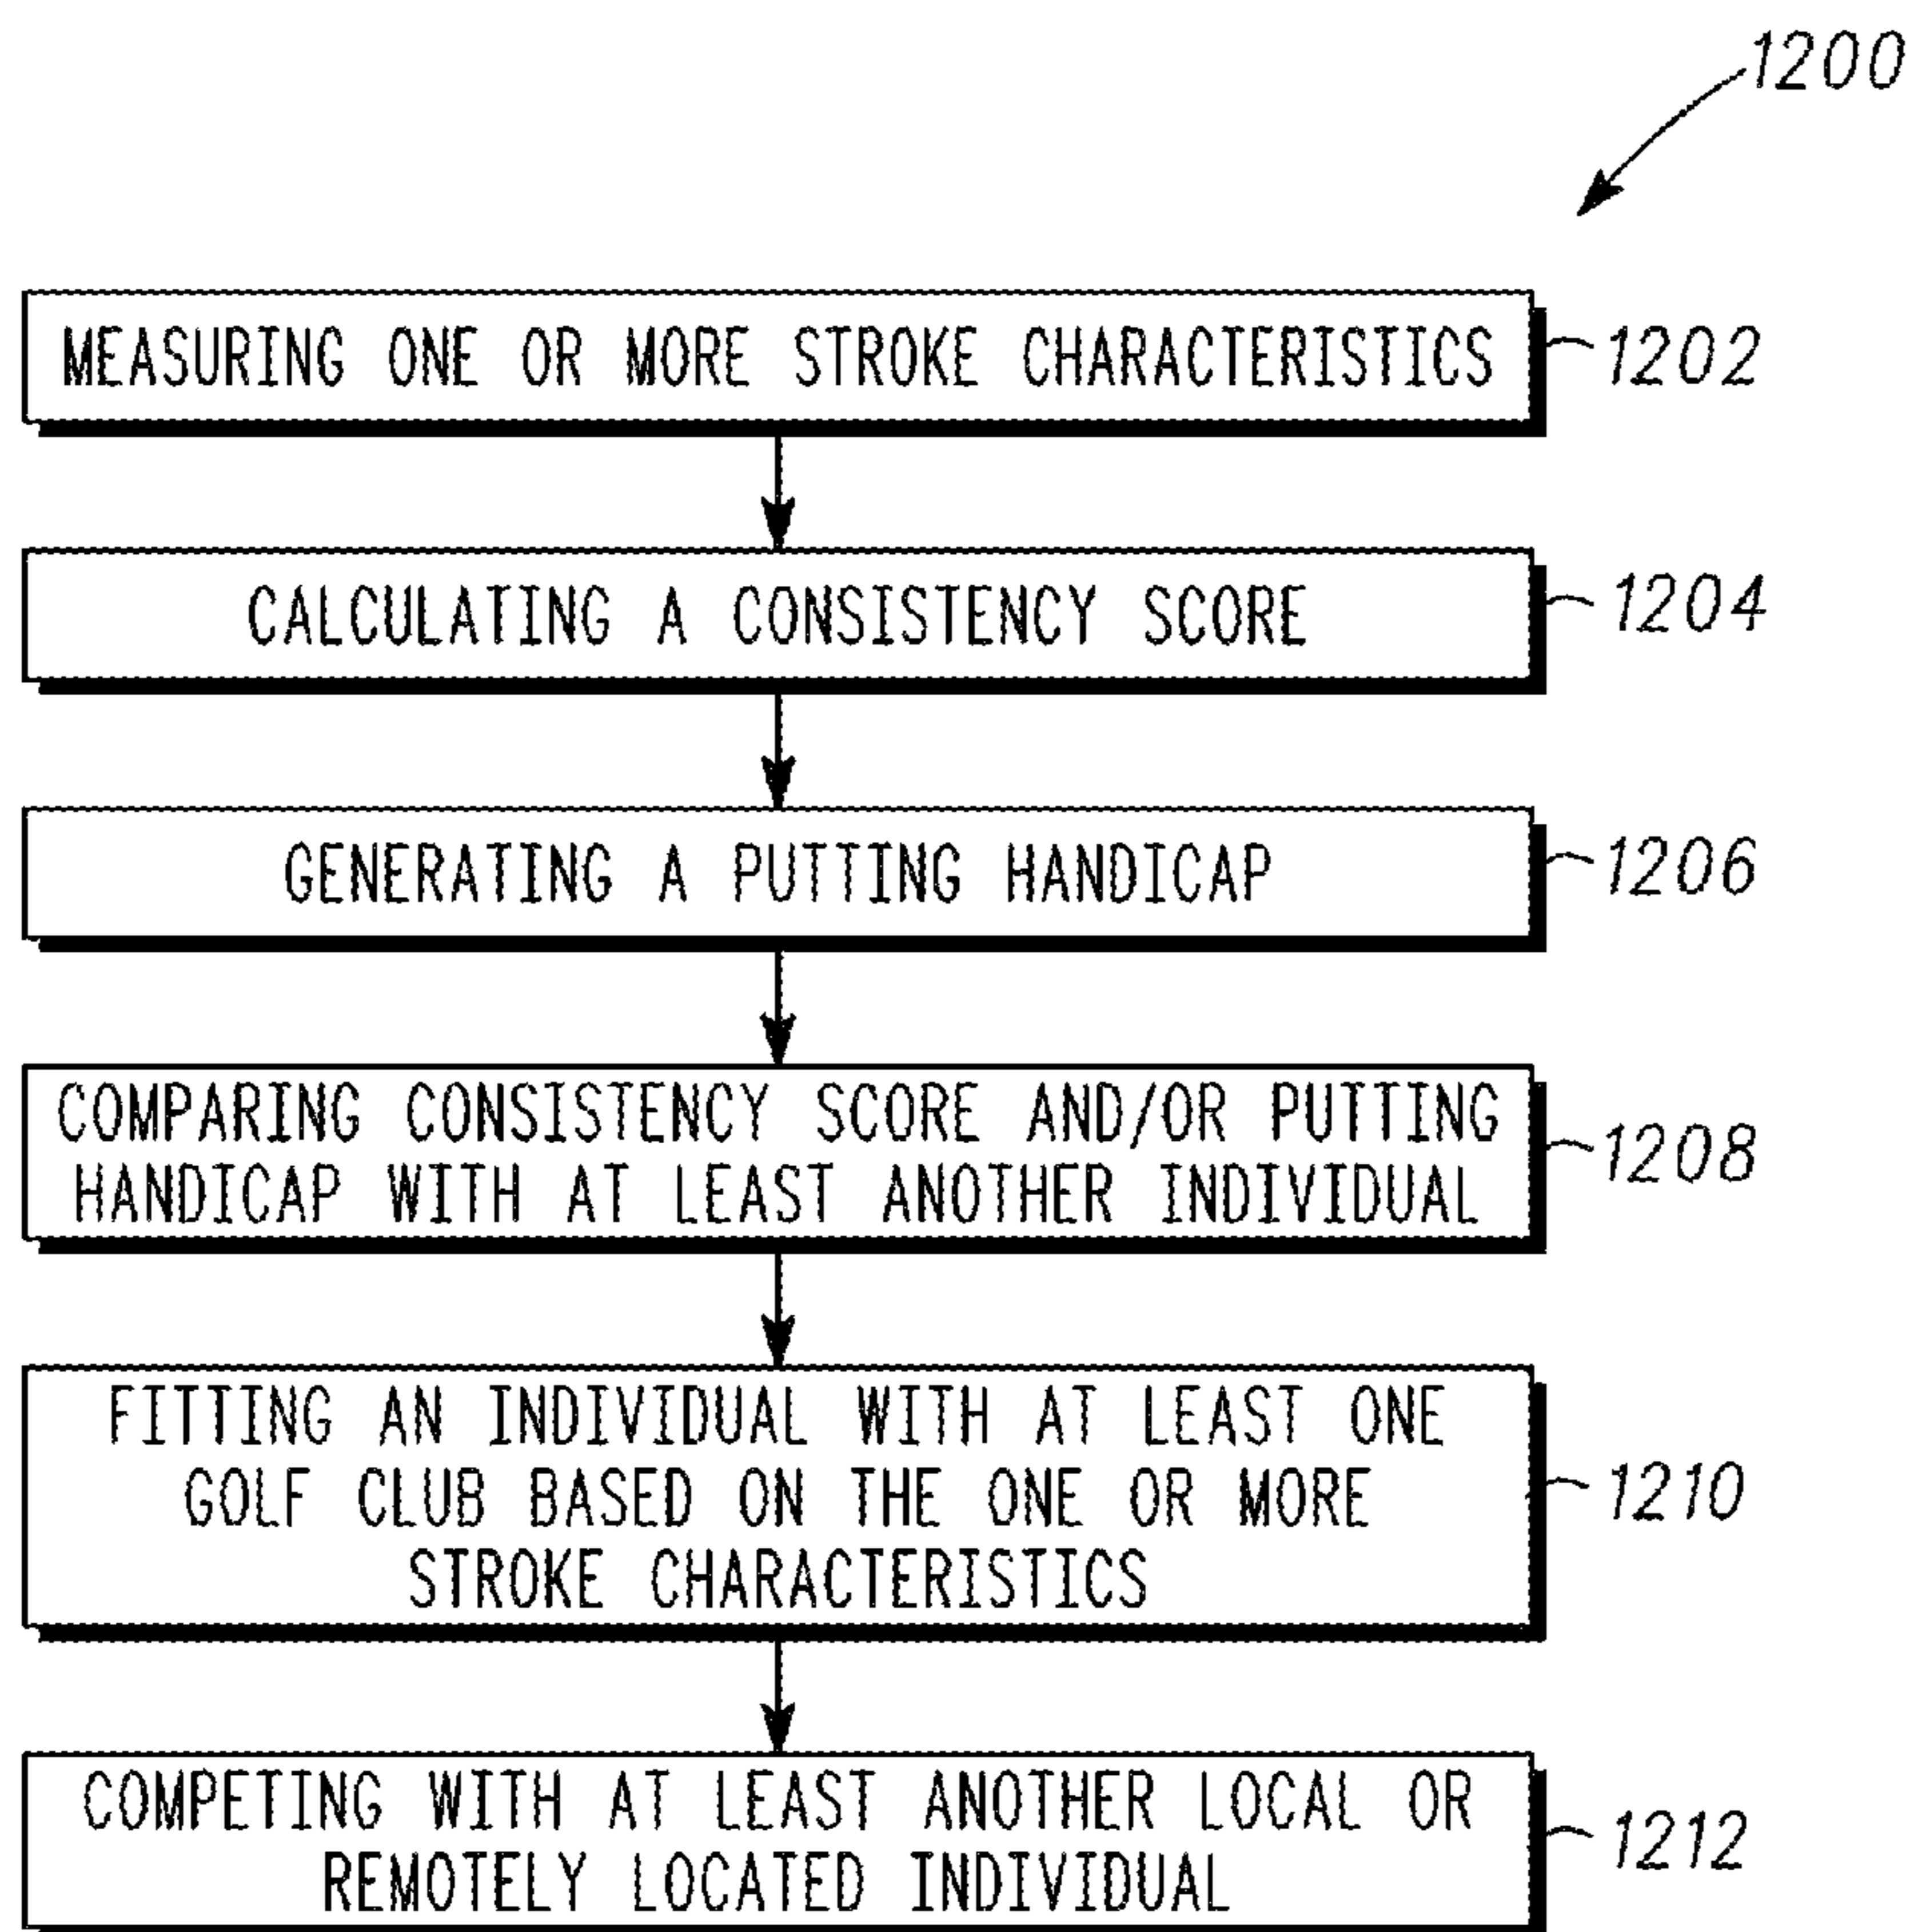 1200
MEASURING ONE OR MORE STROKE CHARACTERISTICS
1202
CALCULATING A CONSISTENCY SCORE
1204
GENERATING A PUTTING HANDICAP
1206
COMPARING CONSISTENCY SCORE AND/OR PUTTING
HANDICAP WITH AT LEAST ANOTHER INDIVIDUAL
1208
FITTING AN INDIVIDUAL WITH AT LEAST ONE
GOLF CLUB BASED ON THE ONE OR MORE
STROKE CHARACTERISTICS
1210
COMPETING WITH AT LEAST ANOTHER LOCAL OR
REMOTELY LOCATED INDIVIDUAL
1212